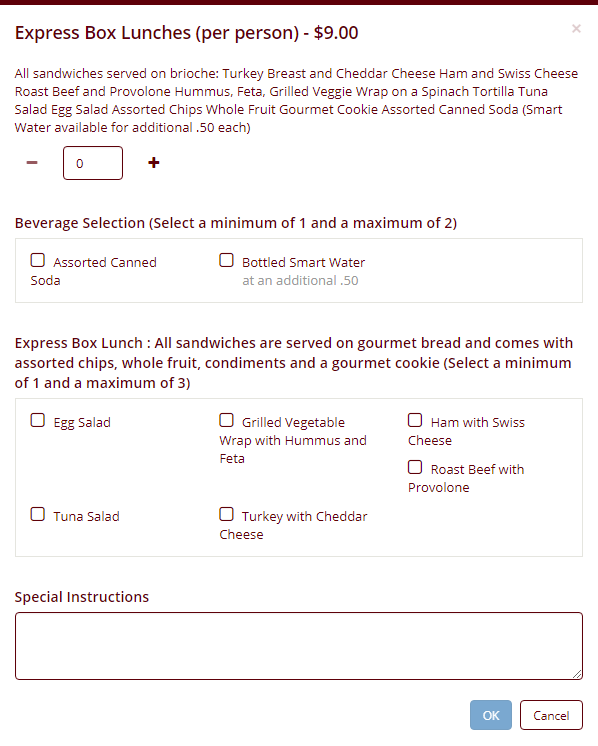 Express Box Lunches (per person) - $9.00
×
All sandwiches served on brioche: Turkey Breast and Cheddar Cheese Ham and Swiss Cheese
Roast Beef and Provolone Hummus, Feta, Grilled Veggie Wrap on a Spinach Tortilla Tuna
Salad Egg Salad Assorted Chips Whole Fruit Gourmet Cookie Assorted Canned Soda (Smart
Water available for additional .50 each)
0
Beverage Selection (Select a minimum of 1 and a maximum of 2)
Assorted Canned
Soda
Bottled Smart Water
at an additional .50
Express Box Lunch : All sandwiches are served on gourmet bread and comes with
assorted chips, whole fruit, condiments and a gourmet cookie (Select a minimum
of 1 and a maximum of 3)
Egg Salad
Grilled Vegetable
Wrap with Hummus and
Feta
Ham with Swiss
Cheese
Roast Beef with
Provolone
Tuna Salad
Turkey with Cheddar
Cheese
Special Instructions
OK
Cancel